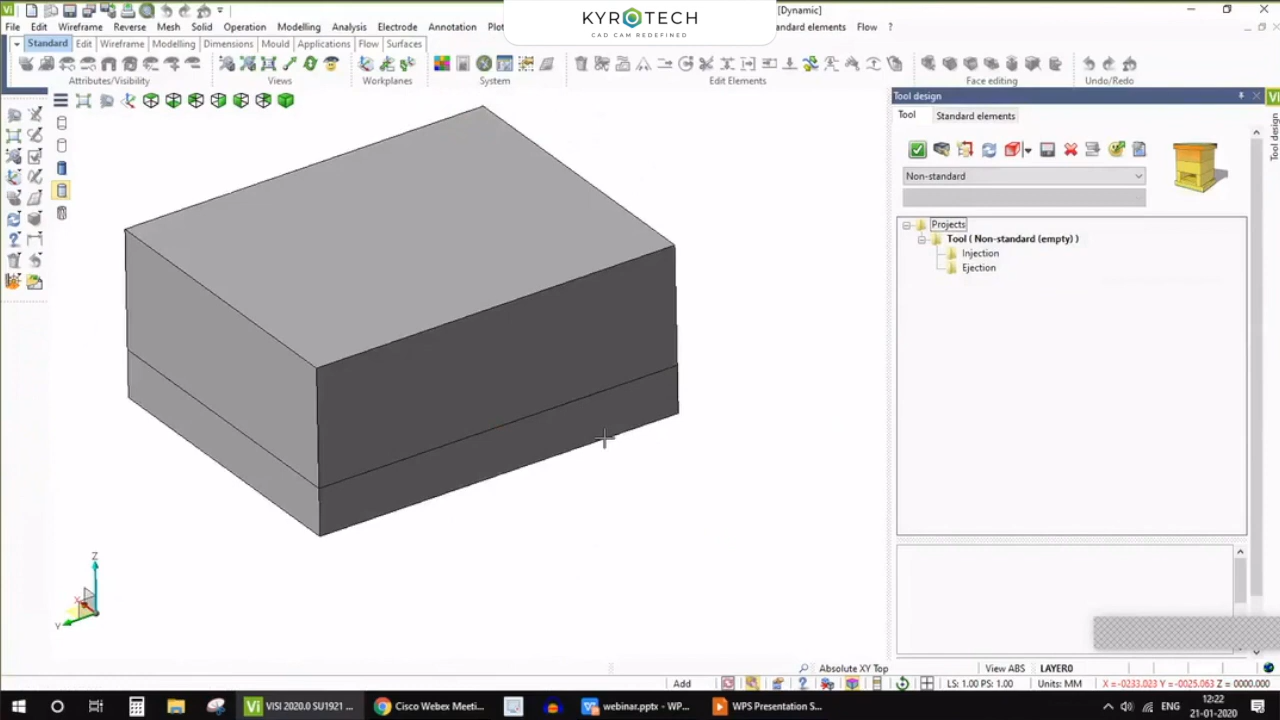 KYROTECH
CAD CAM REDEFINED
[Dynamic]
File Edit Wireframe Reverse Mesh Solid Operation Modelling Analysis Electrode Annotation Plot
andard elements Flow ?
Standard Edit Wireframe Modelling Dimensions Mould Applications Flow Surfaces
Attributes/Visibility Views Workplanes System Edit Elements Face editing Undo/Redo
Tool design
Tool Standard elements
Tool design
Non-standard
Projects
Tool ( Non-standard (empty) )
Injection
Ejection
Z
X
Y
Absolute XY Top View ABS LAYER0
Add LS: 1.00 PS: 1.00 Units: MM X =-0233.023 Y =-0025.063 Z = 0000.000
VISI 2020.0 SU1921 ... Cisco Webex Meeti... webinar.pptx - WP... WPS Presentation S...
ENG
12:22
21-01-2020